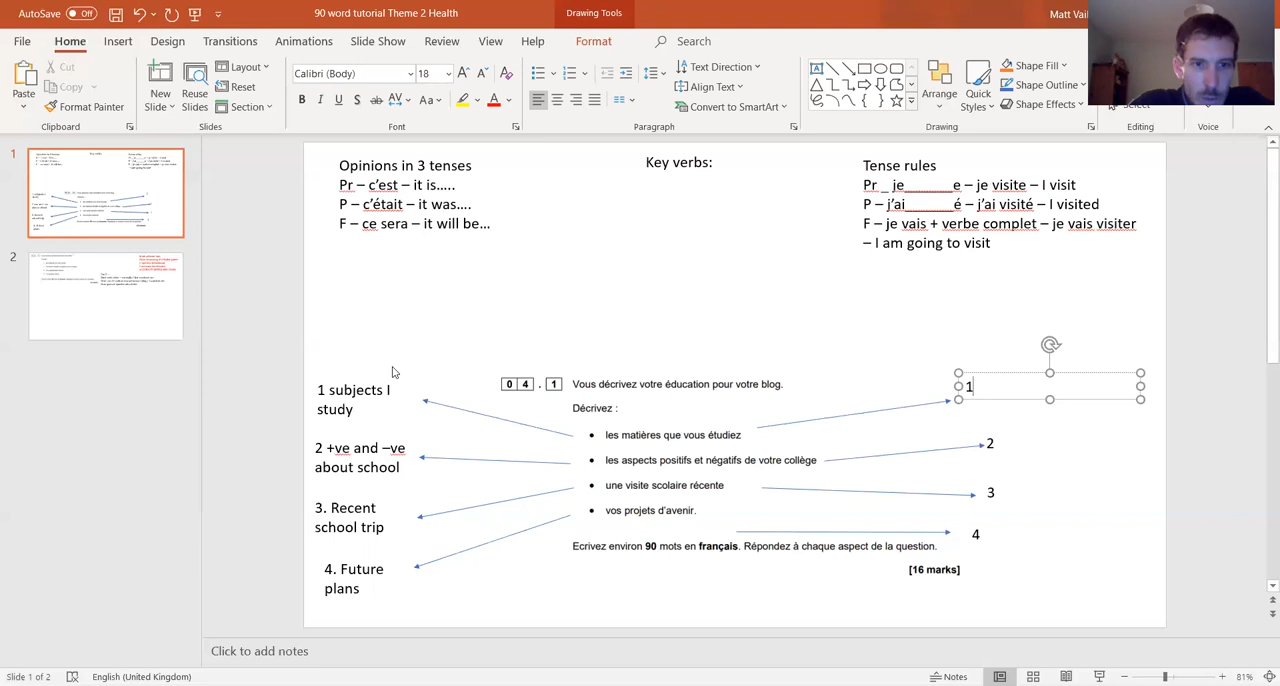 AutoSave Off
90 word tutorial Theme 2 Health
Drawing Tools
Matt Vail
File Home Insert Design Transitions Animations Slide Show Review View Help Format Search
Paste
Cut
Copy
Format Painter
Clipboard
New Slide
Reuse Slides
Layout
Reset
Section
Slides
Calibri (Body) 18
Font
Text Direction
Align Text
Convert to SmartArt
Paragraph
Arrange
Quick Styles
Shape Fill
Shape Outline
Shape Effects
Drawing
Select
Editing
Voice
1
2
Opinions in 3 tenses
Pr – c’est – it is…..
P – c’était – it was….
F – ce sera – it will be…
Key verbs:
Tense rules
Pr _ je________e – je visite – I visit
P – j’ai_______é – j’ai visité – I visited
F – je vais + verbe complet – je vais visiter
– I am going to visit
1 subjects I
study
2 +ve and –ve
about school
3. Recent
school trip
4. Future
plans
0 4 . 1 Vous décrivez votre éducation pour votre blog.
Décrivez :
• les matières que vous étudiez
• les aspects positifs et négatifs de votre collège
• une visite scolaire récente
• vos projets d’avenir.
Ecrivez environ 90 mots en français. Répondez à chaque aspect de la question.
[16 marks]
1
2
3
4
Click to add notes
Slide 1 of 2 English (United Kingdom) Notes 81%